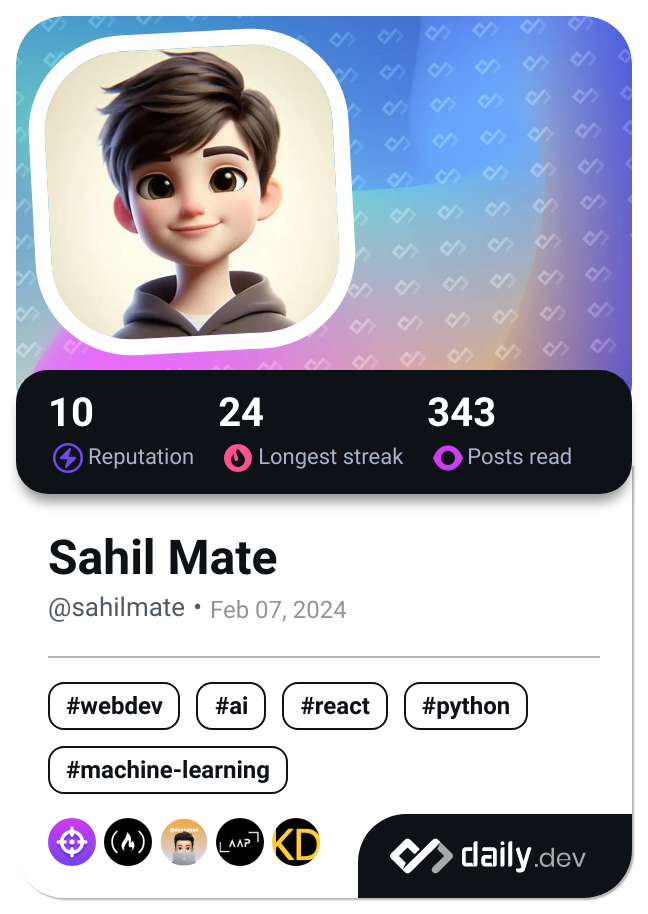 10 24 343
Reputation Longest streak Posts read
Sahil Mate
@sahilmate • Feb 07, 2024
#webdev #ai #react #python
#machine-learning
LAAP KD
daily.dev